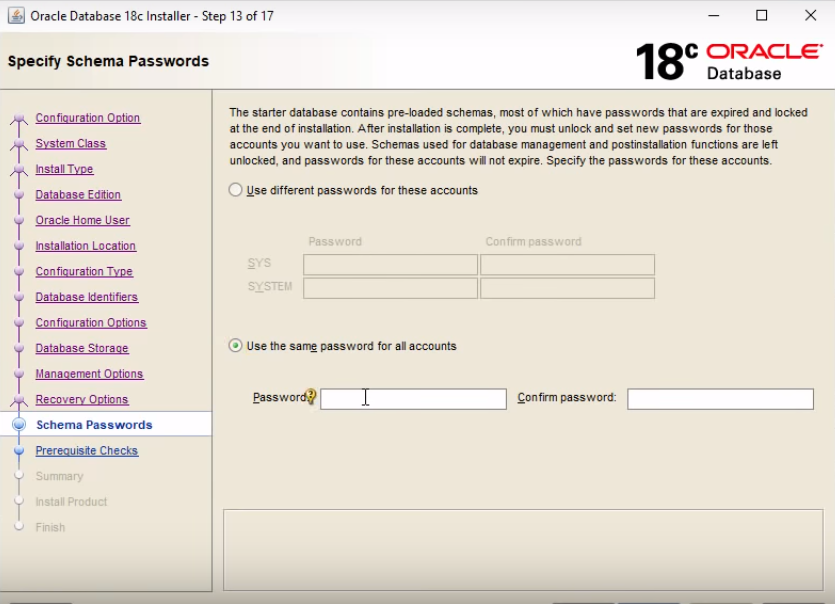 Oracle Database 18c Installer - Step 13 of 17
Specify Schema Passwords
18c ORACLE
Database
Configuration Option
System Class
Install Type
Database Edition
Oracle Home User
Installation Location
Configuration Type
Database Identifiers
Configuration Options
Database Storage
Management Options
Recovery Options
Schema Passwords
Prerequisite Checks
Summary
Install Product
Finish
The starter database contains pre-loaded schemas, most of which have passwords that are expired and locked
at the end of installation. After installation is complete, you must unlock and set new passwords for those
accounts you want to use. Schemas used for database management and postinstallation functions are left
unlocked, and passwords for these accounts will not expire. Specify the passwords for these accounts.
Use different passwords for these accounts
Password Confirm password
SYS
SYSTEM
Use the same password for all accounts
Password: Confirm password: